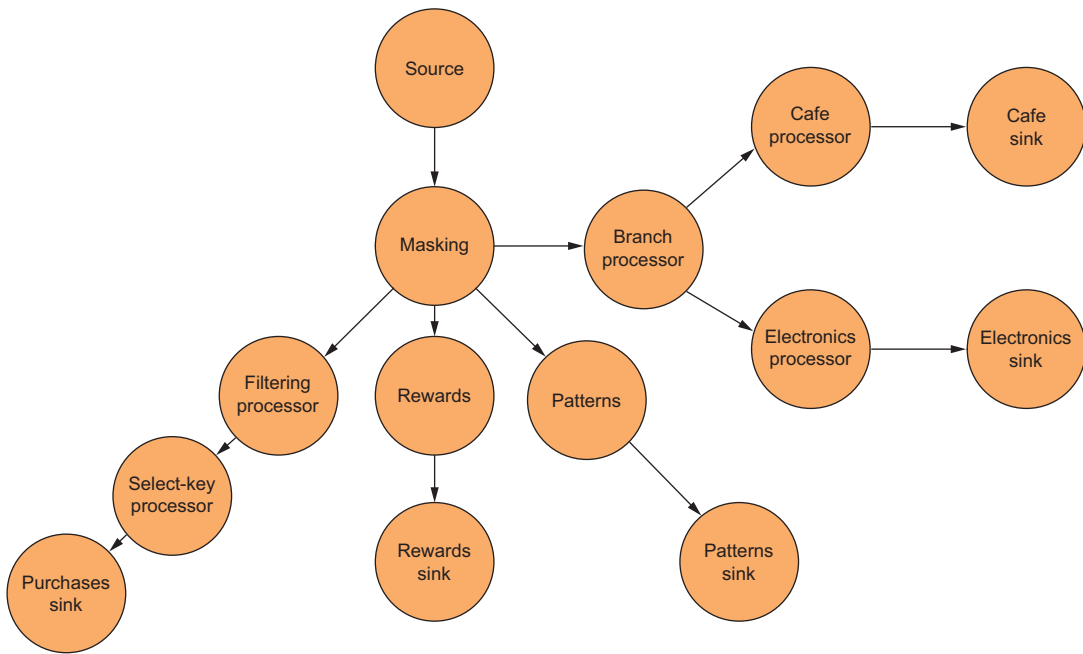 Source
Cafe
processor
Cafe
sink
Masking
Branch
processor
Electronics
processor
Electronics
sink
Filtering
processor
Rewards
Patterns
Select-key
processor
Rewards
sink
Patterns
sink
Purchases
sink